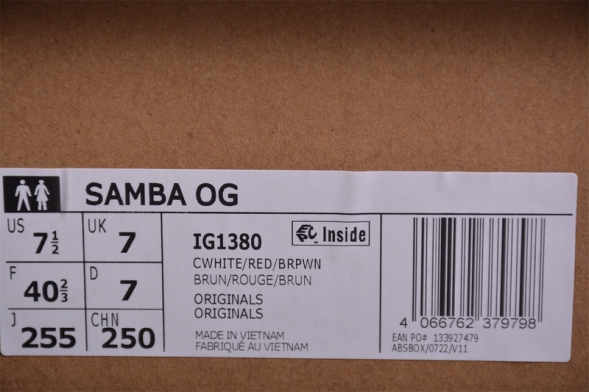 SAMBA OG
US 7½ UK 7
F 40⅔ D 7
J 255 CHN 250
IG1380
Inside
CWHITE/RED/BRPWN
BRUN/ROUGE/BRUN
ORIGINALS
ORIGINALS
MADE IN VIETNAM
FABRIQUÉ AU VIETNAM
4 066762 379798
EAN PO# 133927479
ABSBOX/0722/V11